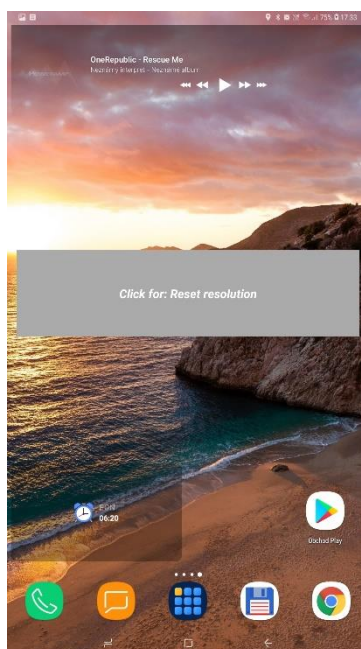 75% 17:33
OneRepublic - Rescue Me
Neznámý interpret - Neznámé album
Click for: Reset resolution
06:20
Obchod Play